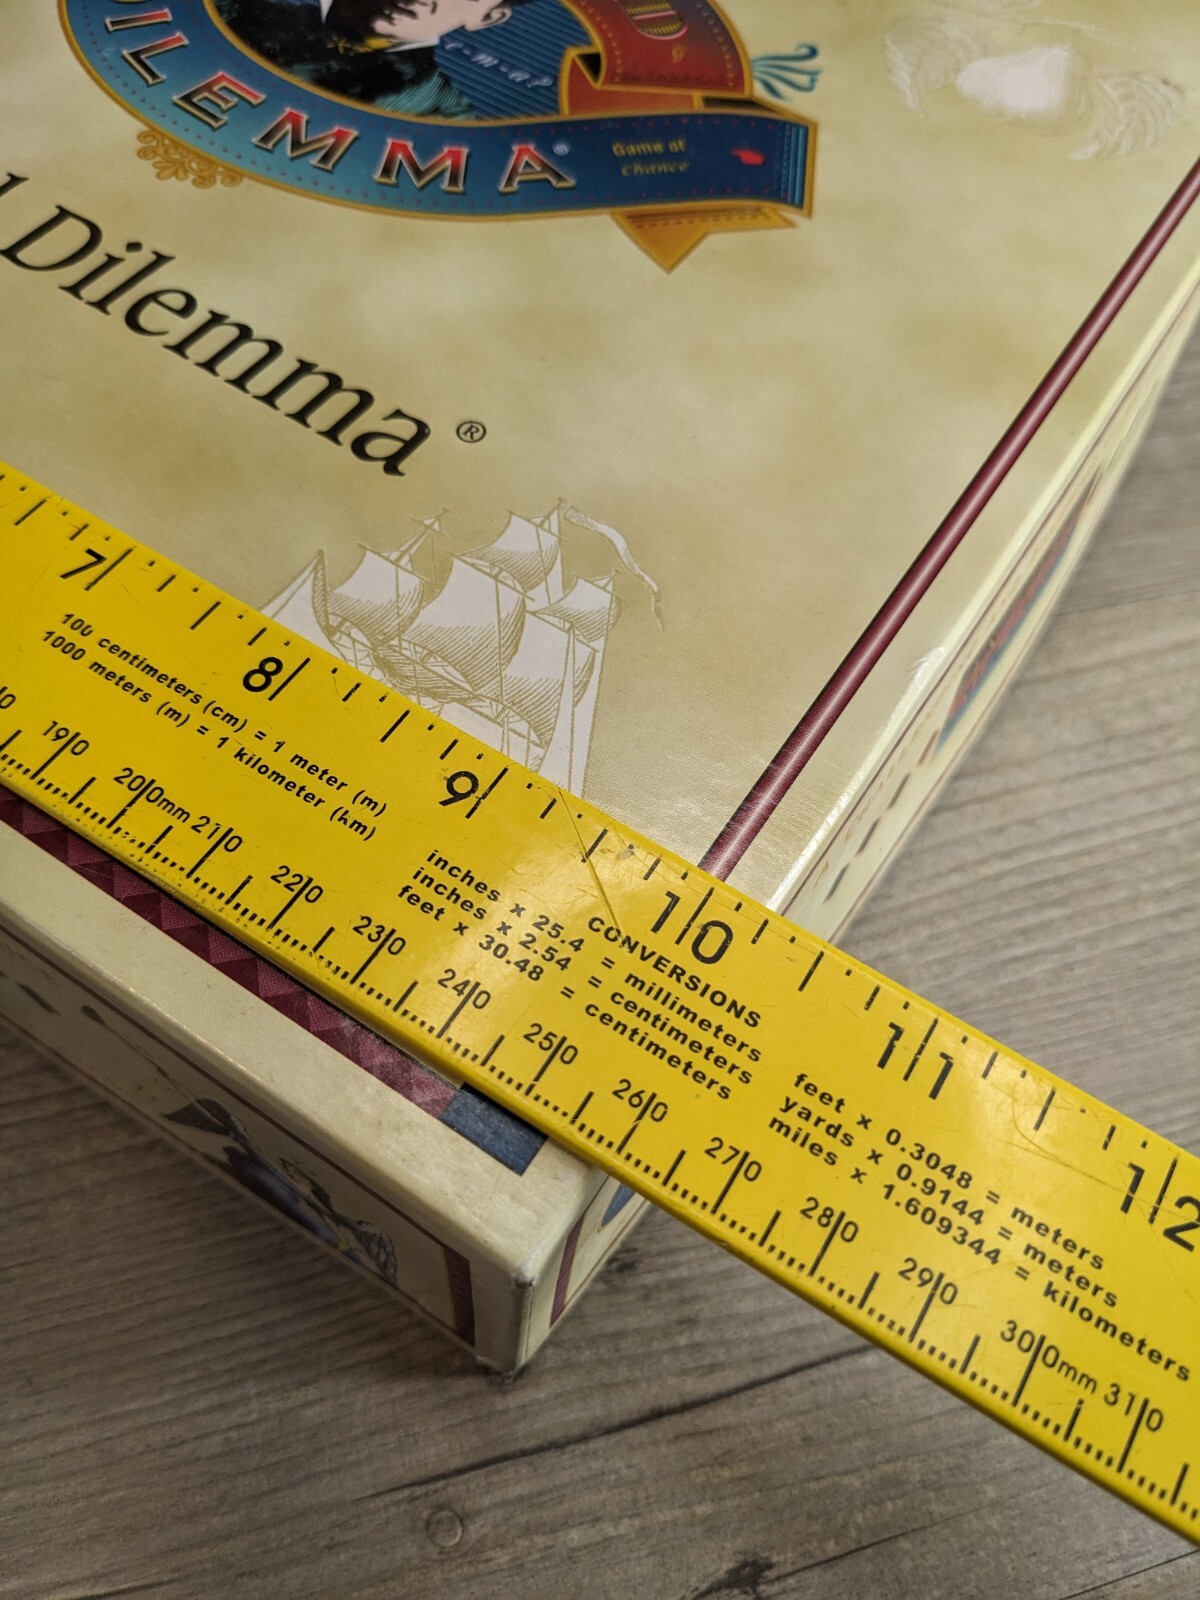 DILEMMA®
e-m-a?
Game of
chance
Dilemma®
7 8 9 10 11 12
100 centimeters (cm) = 1 meter (m)
1000 meters (m) = 1 kilometer (km)
CONVERSIONS
inches x 25.4 = millimeters
inches x 2.54 = centimeters
feet x 30.48 = centimeters
feet x 0.3048 = meters
yards x 0.9144 = meters
miles x 1.609344 = kilometers
190 200mm 210 220 230 240 250 260 270 280 290 300mm 310